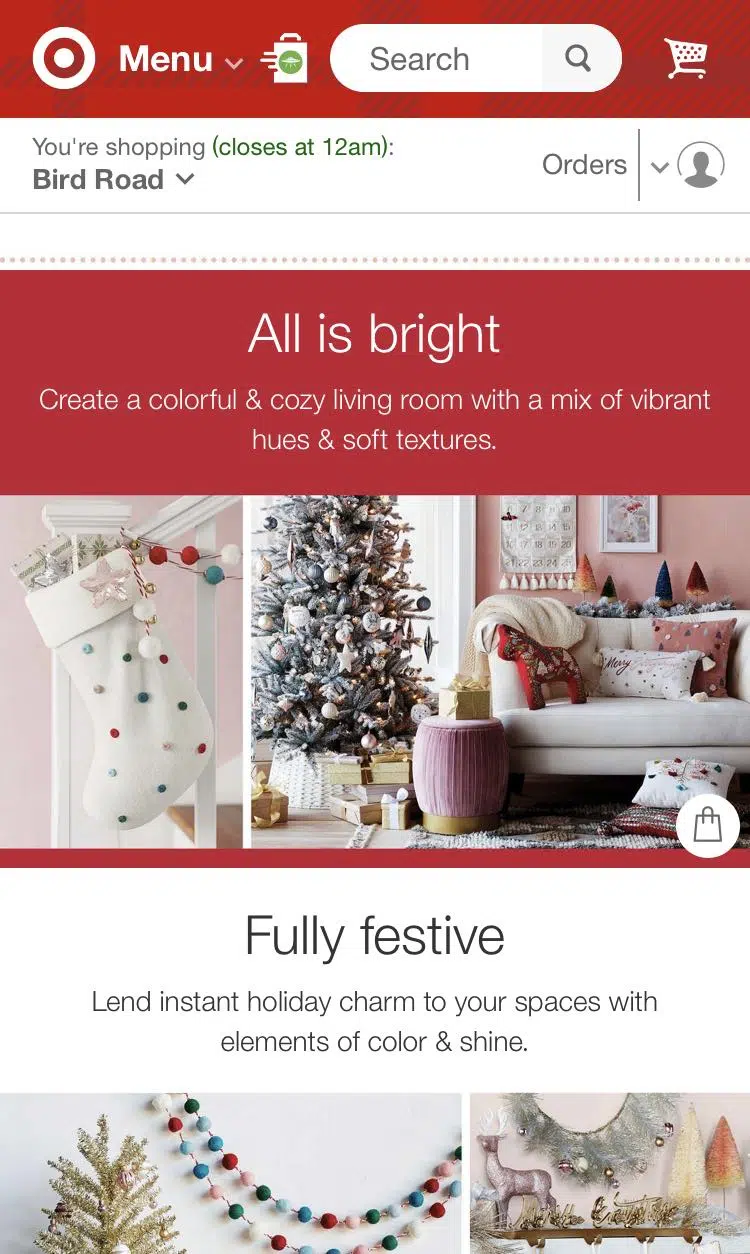 Menu
Search
You're shopping (closes at 12am):
Bird Road
Orders
All is bright
Create a colorful & cozy living room with a mix of vibrant
hues & soft textures.
Merry
Fully festive
Lend instant holiday charm to your spaces with
elements of color & shine.